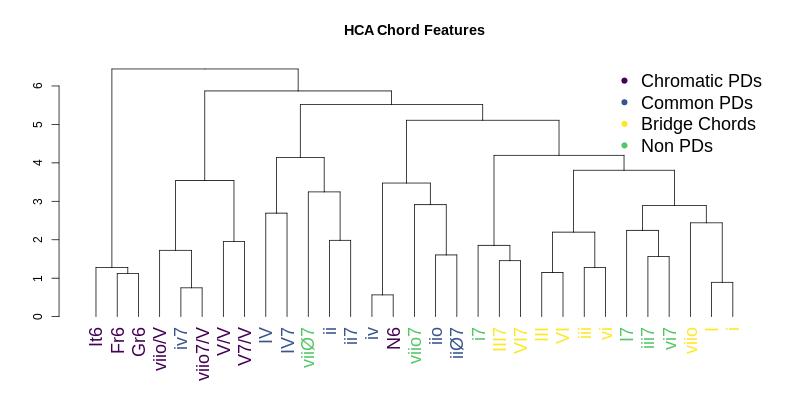 HCA Chord Features
Chromatic PDs
Common PDs
Bridge Chords
Non PDs
6
5
4
3
2
1
0
It6
Fr6
Gr6
viio/V
iv7
viio7/V
V/V
V7/V
IV
IV7
viiØ7
ii
ii7
iv
N6
viio7
iio
iiØ7
i7
III7
VI7
III
VI
iii
vi
I7
iii7
vi7
viio
I
i